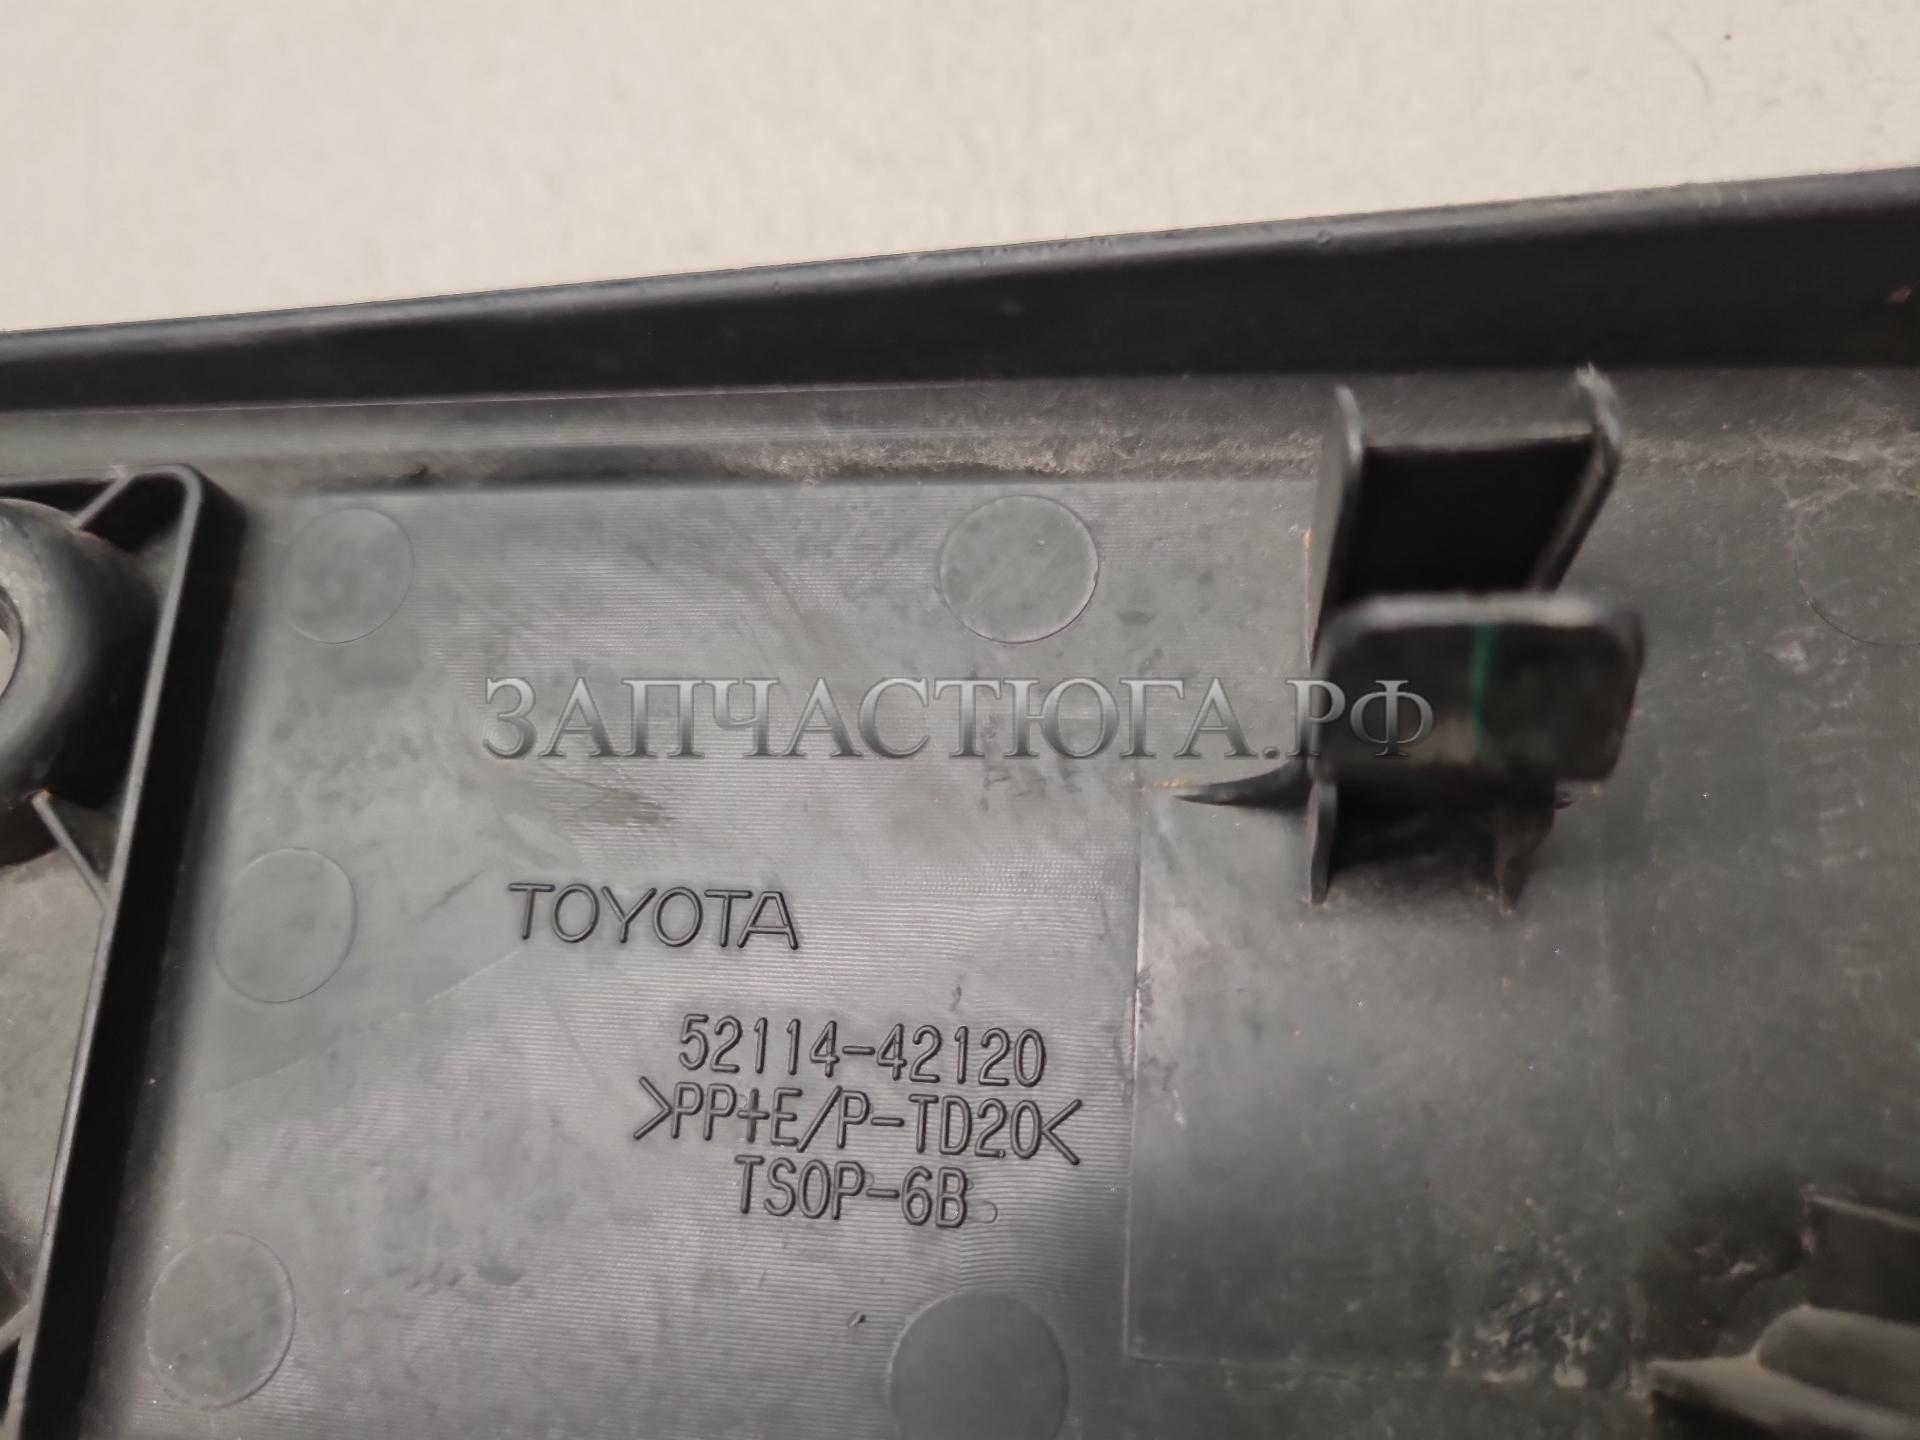 ЗАПЧАСТЮГА.РФ
TOYOTA
52114-42120
>PP+E/P-TD20<
TSOP-6B